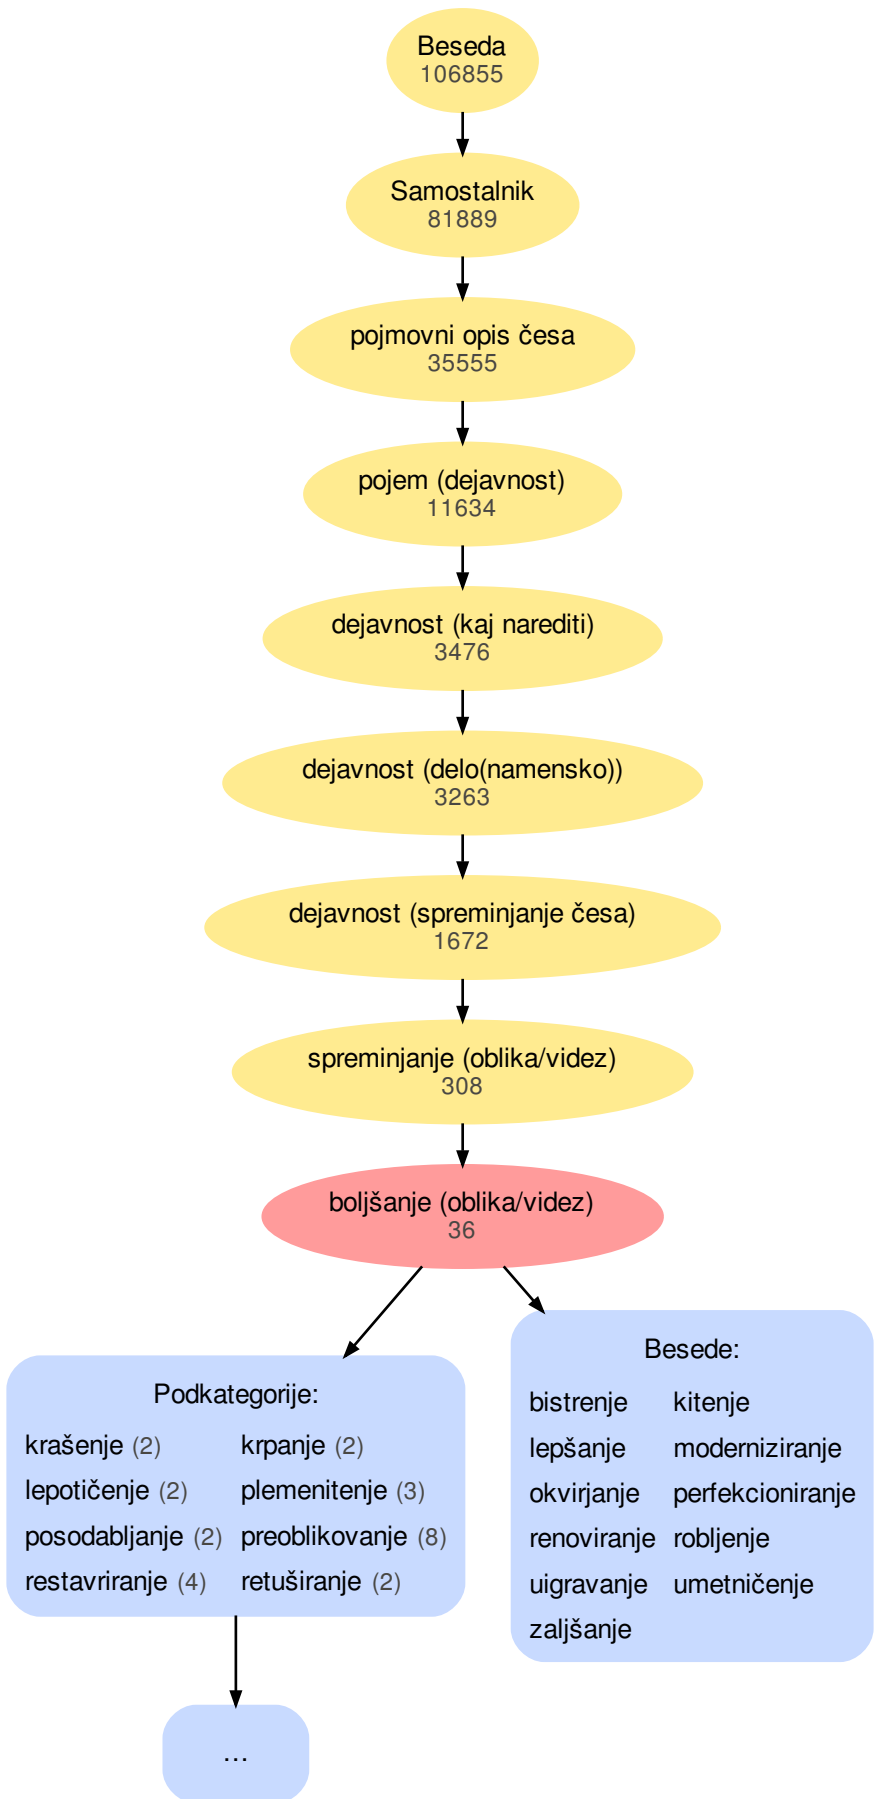 Beseda
106855
Samostalnik
81889
pojmovni opis česa
35555
pojem (dejavnost)
11634
dejavnost (kaj narediti)
3476
dejavnost (delo(namensko))
3263
dejavnost (spreminjanje česa)
1672
spreminjanje (oblika/videz)
308
boljšanje (oblika/videz)
36
Podkategorije:
krašenje (2) krpanje (2)
lepotičenje (2) plemenitenje (3)
posodabljanje (2) preoblikovanje (8)
restavriranje (4) retuširanje (2)
Besede:
bistrenje kitenje
lepšanje moderniziranje
okvirjanje perfekcioniranje
renoviranje robljenje
uigravanje umetničenje
zaljšanje
...